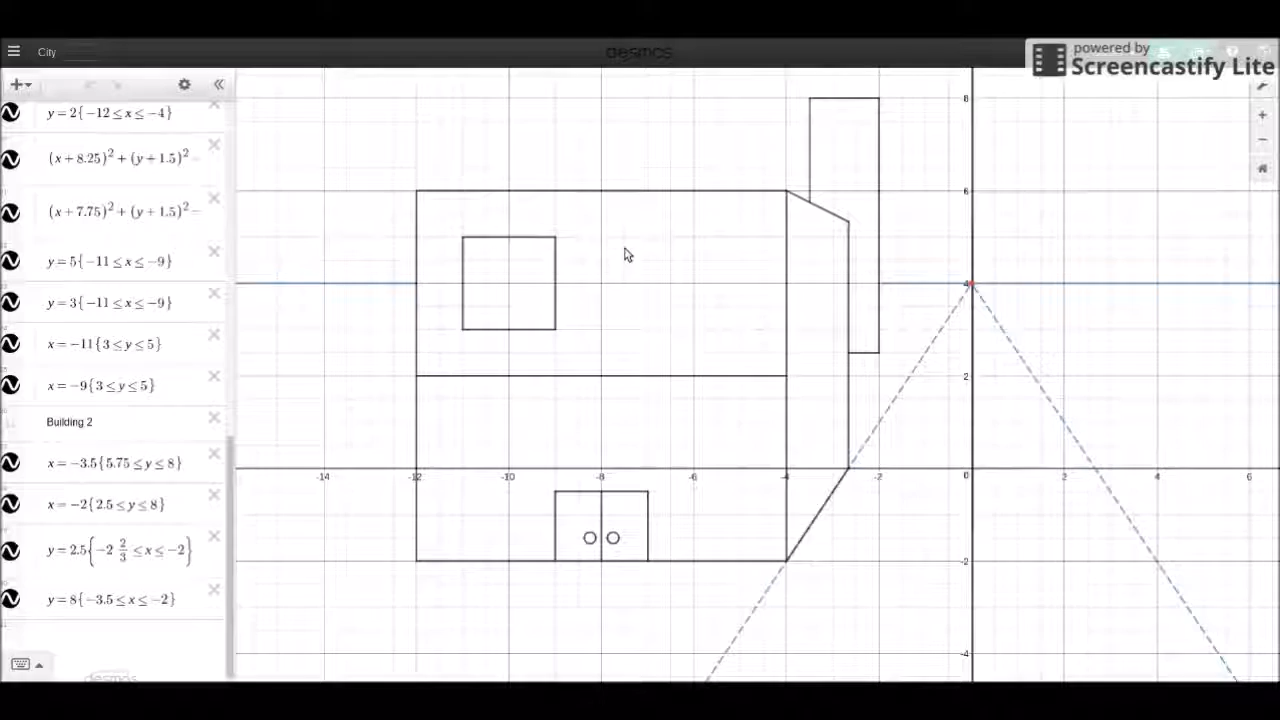 City
desmos
powered by
Screencastify Lite
y = 2{−12 ≤ x ≤ −4}
(x + 8.25)² + (y + 1.5)² −
(x + 7.75)² + (y + 1.5)² −
y = 5{−11 ≤ x ≤ −9}
y = 3{−11 ≤ x ≤ −9}
x = −11{3 ≤ y ≤ 5}
x = −9{3 ≤ y ≤ 5}
Building 2
x = −3.5{5.75 ≤ y ≤ 8}
x = −2{2.5 ≤ y ≤ 8}
y = 2.5{−2 2/3 ≤ x ≤ −2}
y = 8{−3.5 ≤ x ≤ −2}
desmos
8
6
4
2
-14 -10 -8 -6 -4 -2 0 2 4 6
-2
-4